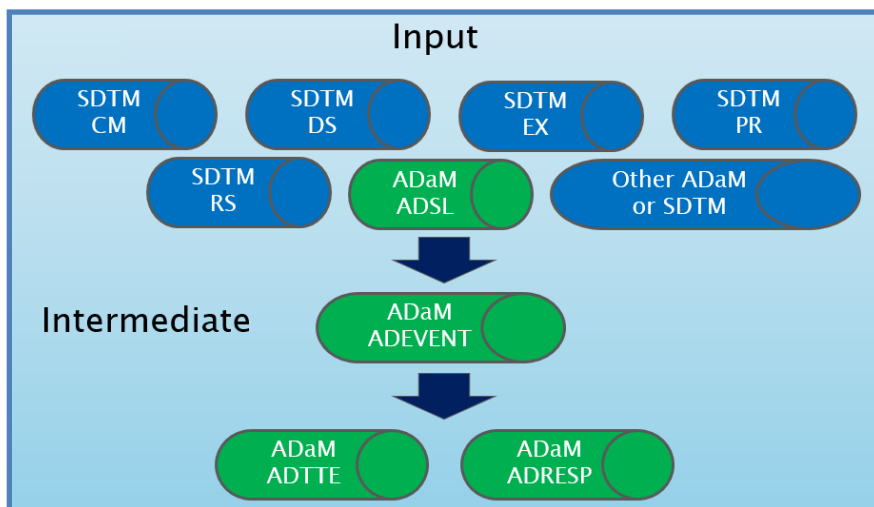 Input
SDTM
CM
SDTM
DS
SDTM
EX
SDTM
PR
SDTM
RS
ADaM
ADSL
Other ADaM
or SDTM
Intermediate
ADaM
ADEVENT
ADaM
ADTTE
ADaM
ADRESP